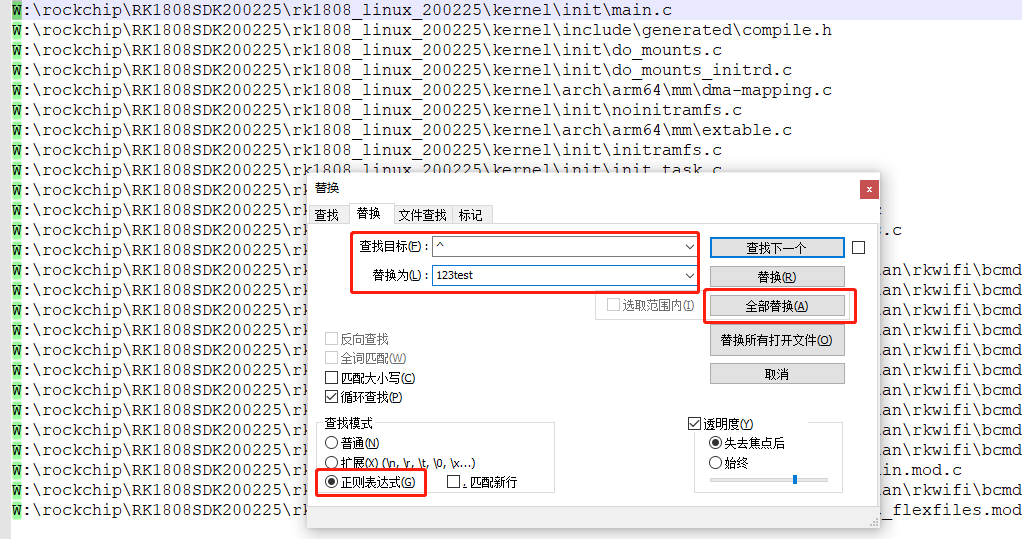 W:\rockchip\RK1808SDK200225\rk1808_linux_200225\kernel\init\main.c
W:\rockchip\RK1808SDK200225\rk1808_linux_200225\kernel\include\generated\compile.h
W:\rockchip\RK1808SDK200225\rk1808_linux_200225\kernel\init\do_mounts.c
W:\rockchip\RK1808SDK200225\rk1808_linux_200225\kernel\init\do_mounts_initrd.c
W:\rockchip\RK1808SDK200225\rk1808_linux_200225\kernel\arch\arm64\mm\dma-mapping.c
W:\rockchip\RK1808SDK200225\rk1808_linux_200225\kernel\init\noinitramfs.c
W:\rockchip\RK1808SDK200225\rk1808_linux_200225\kernel\arch\arm64\mm\extable.c
W:\rockchip\RK1808SDK200225\rk1808_linux_200225\kernel\init\initramfs.c
W:\rockchip\RK1808SDK200225\rk1808_linux_200225\kernel\init\init_task.c
W:\rockchip\RK1808SDK200225\rk
W:\rockchip\RK1808SDK200225\rk c
W:\rockchip\RK1808SDK200225\rk s.c
W:\rockchip\RK1808SDK200225\rk
W:\rockchip\RK1808SDK200225\rk an\rkwifi\bcmd
W:\rockchip\RK1808SDK200225\rk an\rkwifi\bcmd
W:\rockchip\RK1808SDK200225\rk an\rkwifi\bcmd
W:\rockchip\RK1808SDK200225\rk an\rkwifi\bcmd
W:\rockchip\RK1808SDK200225\rk an\rkwifi\bcmd
W:\rockchip\RK1808SDK200225\rk an\rkwifi\bcmd
W:\rockchip\RK1808SDK200225\rk an\rkwifi\bcmd
W:\rockchip\RK1808SDK200225\rk an\rkwifi\bcmd
W:\rockchip\RK1808SDK200225\rk an\rkwifi\bcmd
W:\rockchip\RK1808SDK200225\rk an\rkwifi\bcmd
W:\rockchip\RK1808SDK200225\rk in.mod.c
W:\rockchip\RK1808SDK200225\rk an\rkwifi\bcmd
W:\rockchip\RK1808SDK200225\rk _flexfiles.mod
替换
x
查找 替换 文件查找 标记
查找目标(F)： ^
查找下一个
替换为(L)： 123test
替换(R)
选取范围内(I)
全部替换(A)
替换所有打开文件(O)
取消
反向查找
全词匹配(W)
匹配大小写(C)
循环查找(P)
查找模式
普通(N)
扩展(X) (\n, \r, \t, \0, \x...)
正则表达式(G)
. 匹配新行
透明度(Y)
失去焦点后
始终